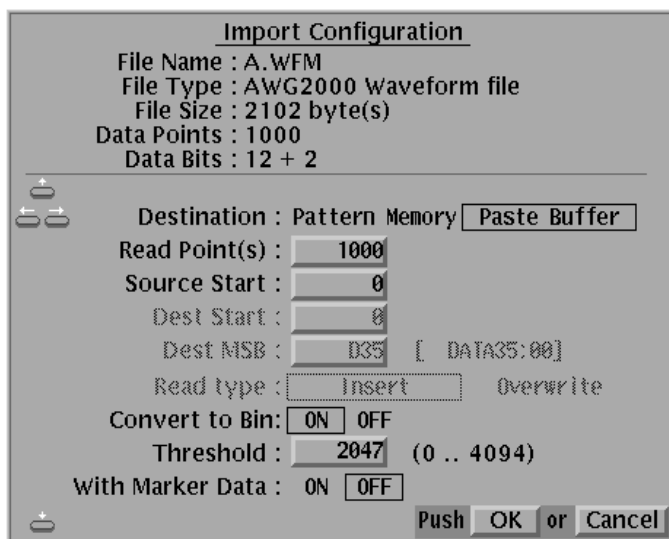 Import Configuration
File Name : A.WFM
File Type : AWG2000 Waveform file
File Size : 2102 byte(s)
Data Points : 1000
Data Bits : 12 + 2
Destination : Pattern Memory Paste Buffer
Read Point(s) : 1000
Source Start : 0
Dest Start : 0
Dest MSB : D35 [ DATA35:00]
Read type : Insert Overwrite
Convert to Bin: ON OFF
Threshold : 2047 (0 .. 4094)
With Marker Data : ON OFF
Push OK or Cancel